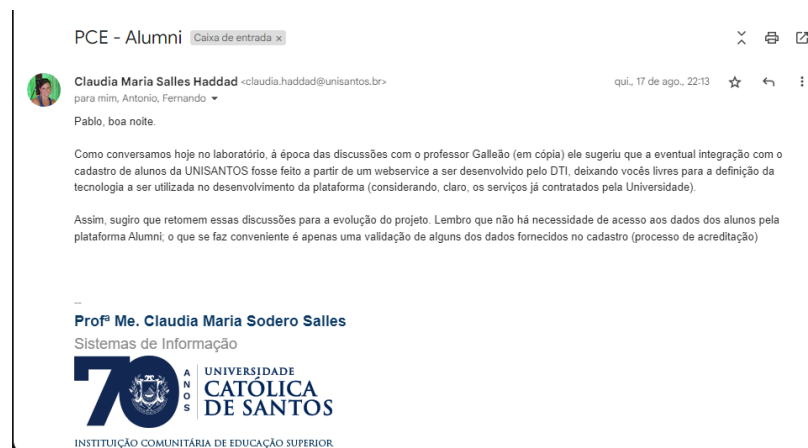 PCE - Alumni Caixa de entrada x
Claudia Maria Salles Haddad <claudia.haddad@unisantos.br> qui., 17 de ago., 22:13
para mim, Antonio, Fernando
Pablo, boa noite.
Como conversamos hoje no laboratório, à época das discussões com o professor Galleão (em cópia) ele sugeriu que a eventual integração com o
cadastro de alunos da UNISANTOS fosse feito a partir de um webservice a ser desenvolvido pelo DTI, deixando vocês livres para a definição da
tecnologia a ser utilizada no desenvolvimento da plataforma (considerando, claro, os serviços já contratados pela Universidade).
Assim, sugiro que retomem essas discussões para a evolução do projeto. Lembro que não há necessidade de acesso aos dados dos alunos pela
plataforma Alumni; o que se faz conveniente é apenas uma validação de alguns dos dados fornecidos no cadastro (processo de acreditação)
--
Profª Me. Claudia Maria Sodero Salles
Sistemas de Informação
70 ANOS
UNIVERSIDADE
CATÓLICA
DE SANTOS
INSTITUIÇÃO COMUNITÁRIA DE EDUCAÇÃO SUPERIOR